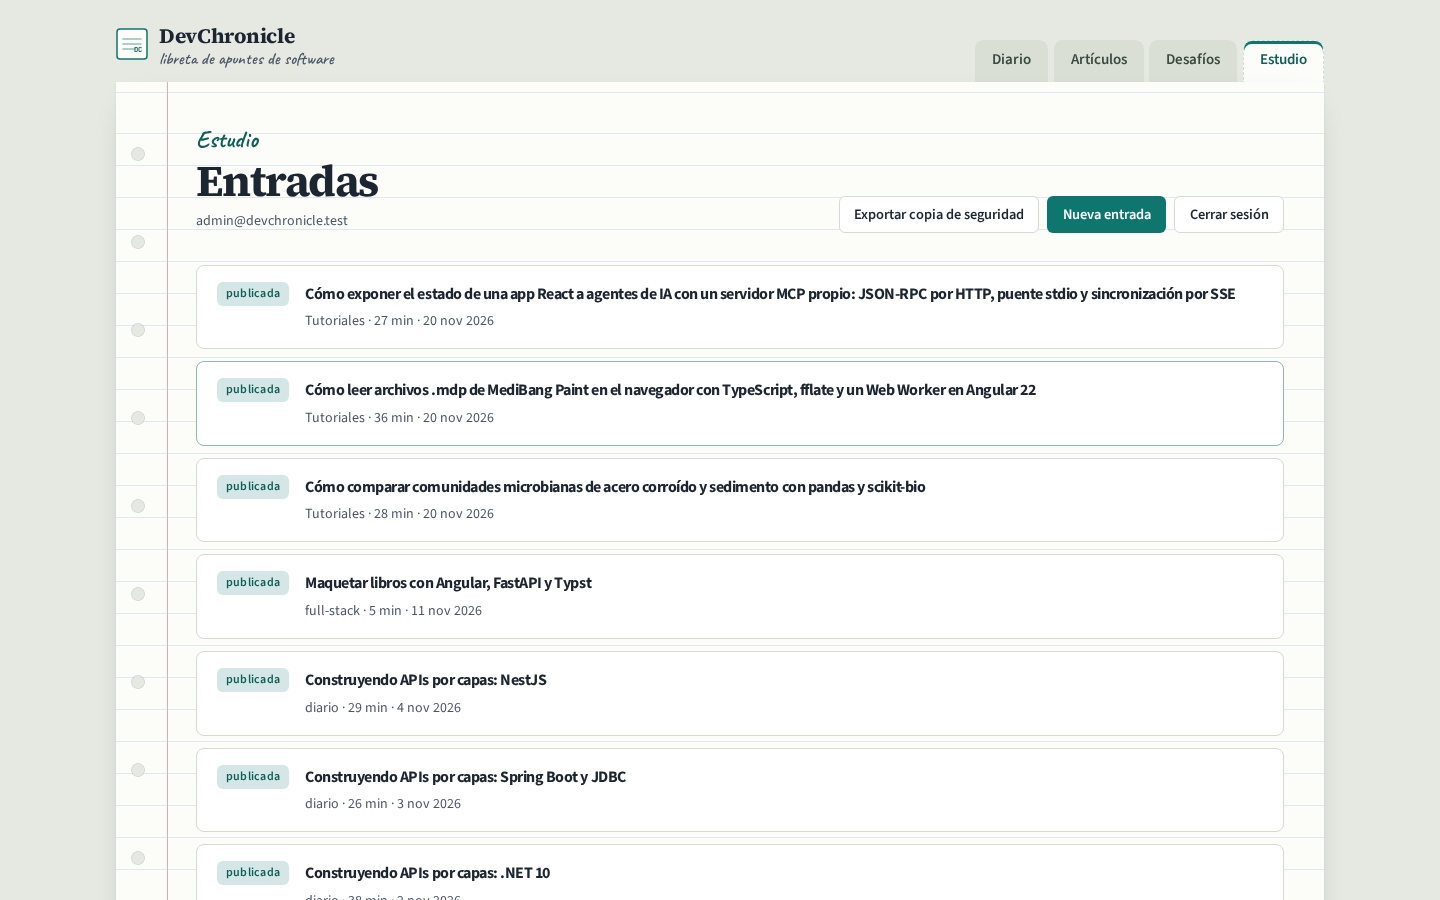 DC
DevChronicle
libreta de apuntes de software
Diario
Artículos
Desafíos
Estudio
Estudio
Entradas
admin@devchronicle.test
Exportar copia de seguridad
Nueva entrada
Cerrar sesión
publicada
Cómo exponer el estado de una app React a agentes de IA con un servidor MCP propio: JSON-RPC por HTTP, puente stdio y sincronización por SSE
Tutoriales · 27 min · 20 nov 2026
publicada
Cómo leer archivos .mdp de MediBang Paint en el navegador con TypeScript, fflate y un Web Worker en Angular 22
Tutoriales · 36 min · 20 nov 2026
publicada
Cómo comparar comunidades microbianas de acero corroído y sedimento con pandas y scikit-bio
Tutoriales · 28 min · 20 nov 2026
publicada
Maquetar libros con Angular, FastAPI y Typst
full-stack · 5 min · 11 nov 2026
publicada
Construyendo APIs por capas: NestJS
diario · 29 min · 4 nov 2026
publicada
Construyendo APIs por capas: Spring Boot y JDBC
diario · 26 min · 3 nov 2026
publicada
Construyendo APIs por capas: .NET 10
diario · 38 min · 2 nov 2026